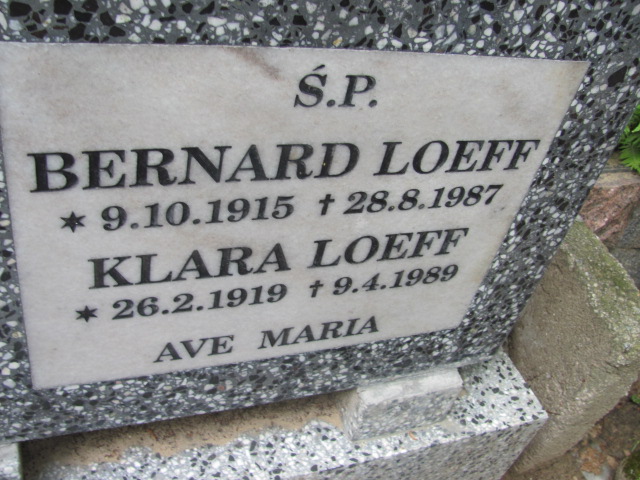 Ś.P.
BERNARD LOEFF
* 9.10.1915 † 28.8.1987
KLARA LOEFF
* 26.2.1919 † 9.4.1989
AVE MARIA